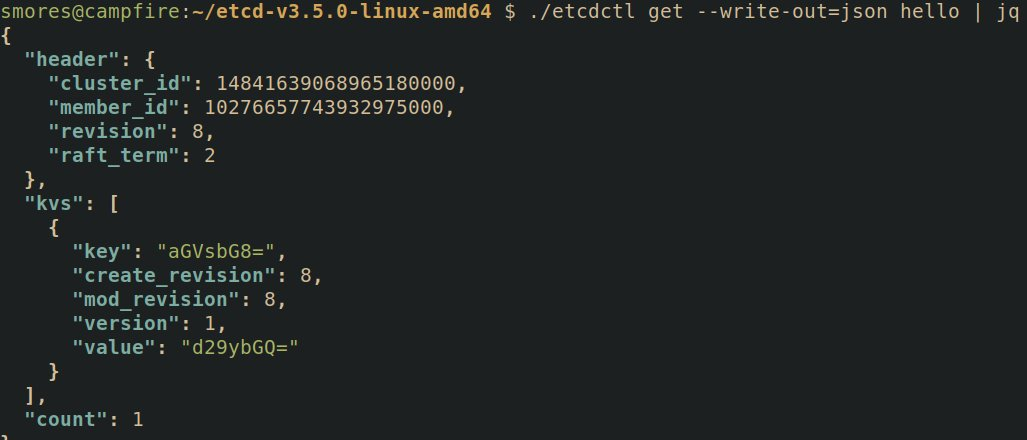 smores@campfire:~/etcd-v3.5.0-linux-amd64 $ ./etcdctl get --write-out=json hello | jq
{
  "header": {
    "cluster_id": 14841639068965180000,
    "member_id": 10276657743932975000,
    "revision": 8,
    "raft_term": 2
  },
  "kvs": [
    {
      "key": "aGVsbG8=",
      "create_revision": 8,
      "mod_revision": 8,
      "version": 1,
      "value": "d29ybGQ="
    }
  ],
  "count": 1
}